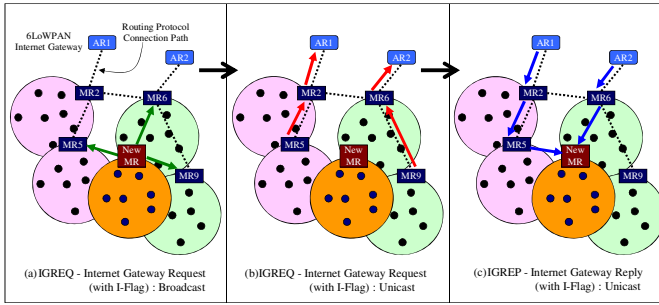 6LoWPAN
Internet Gateway
Routing Protocol
Connection Path
AR1
AR2
MR2
MR6
MR5
New
MR
MR9
(a) IGREQ - Internet Gateway Request
(with I-Flag) : Broadcast
AR1
AR2
MR2
MR6
MR5
New
MR
MR9
(b) IGREQ - Internet Gateway Request
(with I-Flag) : Unicast
AR1
AR2
MR2
MR6
MR5
New
MR
MR9
(c) IGREP - Internet Gateway Reply
(with I-Flag) : Unicast